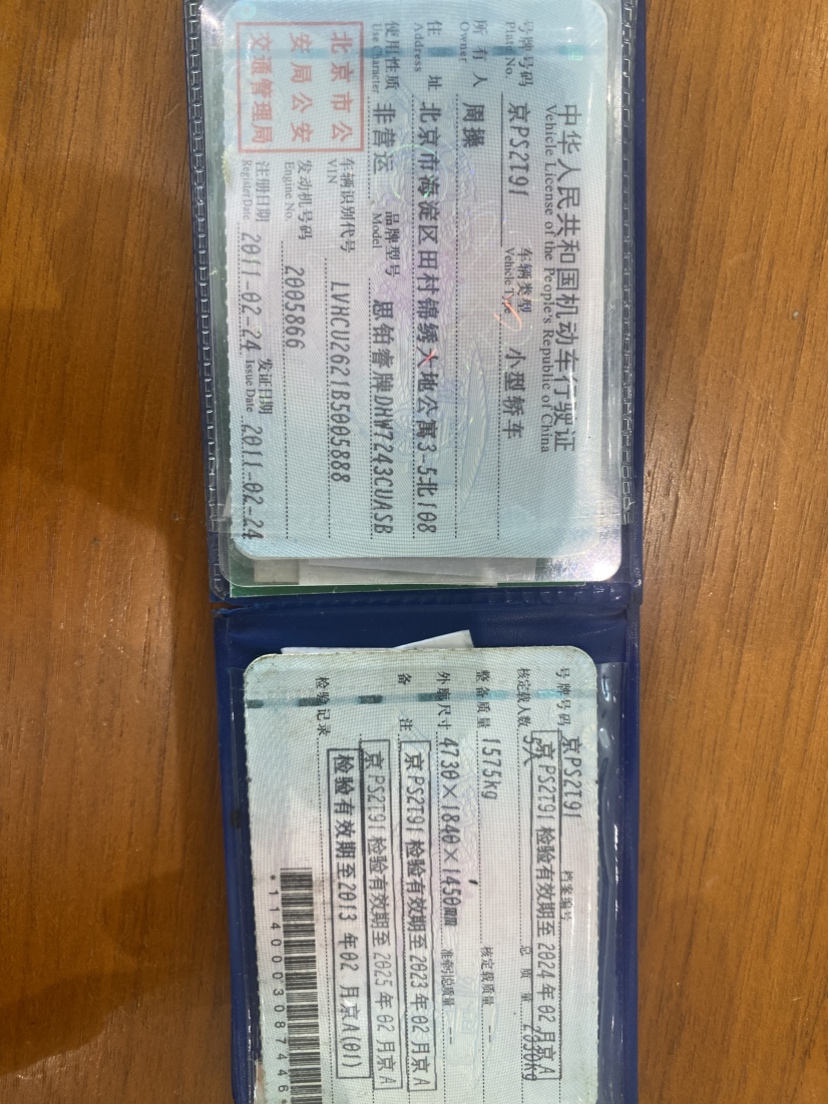 中华人民共和国机动车行驶证
Vehicle License of the People's Republic of China
号牌号码 京PS2T91 车辆类型 小型轿车
Plate No. Vehicle Type
所有人 周操
Owner
住址 北京市海淀区田村锦绣大地公寓3-5北108
Address
使用性质 非营运 品牌型号 思铂睿牌DHW7243CUASB
Use Character Model
北京市公安局公安交通管理局
车辆识别代号 LVHCU2621B5005888
VIN
发动机号码 2005866
Engine No.
注册日期 2011-02-24 发证日期 2011-02-24
Register Date Issue Date
号牌号码 京PS2T91 档案编号
京PS2T91 检验有效期至 2024年02月京A
核定载人数 5人 总质量 2030kg
整备质量 1575kg 核定载质量 --
外廓尺寸 4730×1840×1450mm 准牵引总质量 --
备注 京PS2T91 检验有效期至 2023年02月京A
京PS2T91 检验有效期至 2025年02月京A
检验记录 检验有效期至2013年02月京A(01)
*1140003087446*